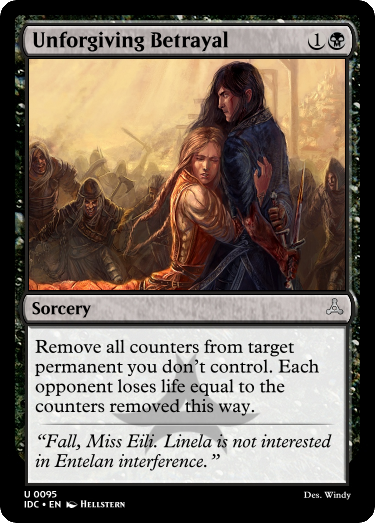 Unforgiving Betrayal 1
Sorcery
Remove all counters from target
permanent you don't control. Each
opponent loses life equal to the
counters removed this way.
"Fall, Miss Eili. Linela is not interested
in Entelan interference."
U 0095
IDC • EN Hellstern
Des. Windy